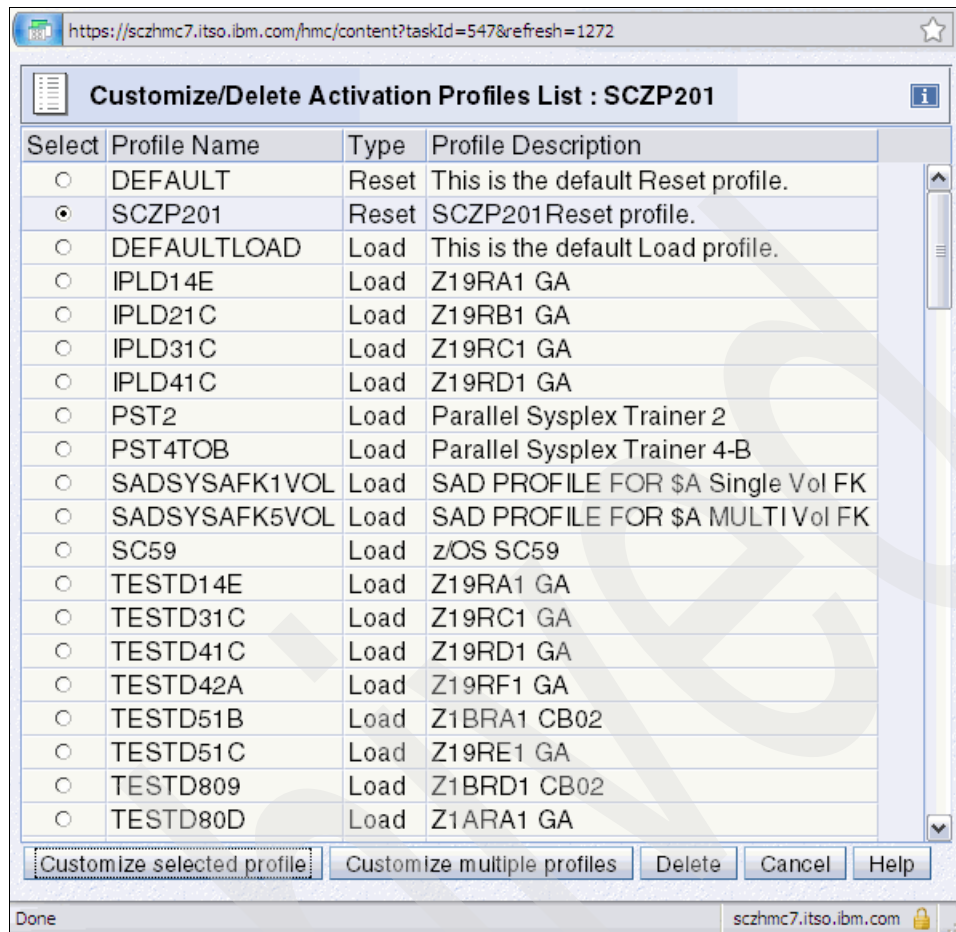 https://sczhmc7.itso.ibm.com/hmc/content?taskId=547&refresh=1272
Customize/Delete Activation Profiles List : SCZP201
Select Profile Name Type Profile Description
DEFAULT Reset This is the default Reset profile.
SCZP201 Reset SCZP201Reset profile.
DEFAULTLOAD Load This is the default Load profile.
IPLD14E Load Z19RA1 GA
IPLD21C Load Z19RB1 GA
IPLD31C Load Z19RC1 GA
IPLD41C Load Z19RD1 GA
PST2 Load Parallel Sysplex Trainer 2
PST4TOB Load Parallel Sysplex Trainer 4-B
SADSYSAFK1VOL Load SAD PROFILE FOR $A Single Vol FK
SADSYSAFK5VOL Load SAD PROFILE FOR $A MULTI Vol FK
SC59 Load z/OS SC59
TESTD14E Load Z19RA1 GA
TESTD31C Load Z19RC1 GA
TESTD41C Load Z19RD1 GA
TESTD42A Load Z19RF1 GA
TESTD51B Load Z1BRA1 CB02
TESTD51C Load Z19RE1 GA
TESTD809 Load Z1BRD1 CB02
TESTD80D Load Z1ARA1 GA
Customize selected profile Customize multiple profiles Delete Cancel Help
Done sczhmc7.itso.ibm.com